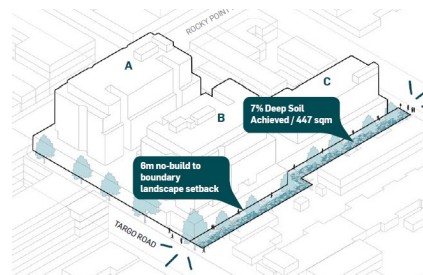 ROCKY POINT
A
C
7% Deep Soil
Achieved / 447 sqm
B
6m no-build to
boundary
landscape setback
TARGO ROAD